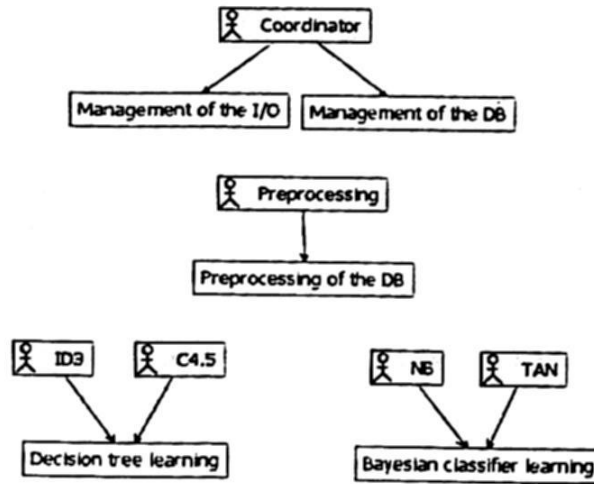 Coordinator
Management of the I/O
Management of the DB
Preprocessing
Preprocessing of the DB
ID3
C4.5
NB
TAN
Decision tree learning
Bayesian classifier learning